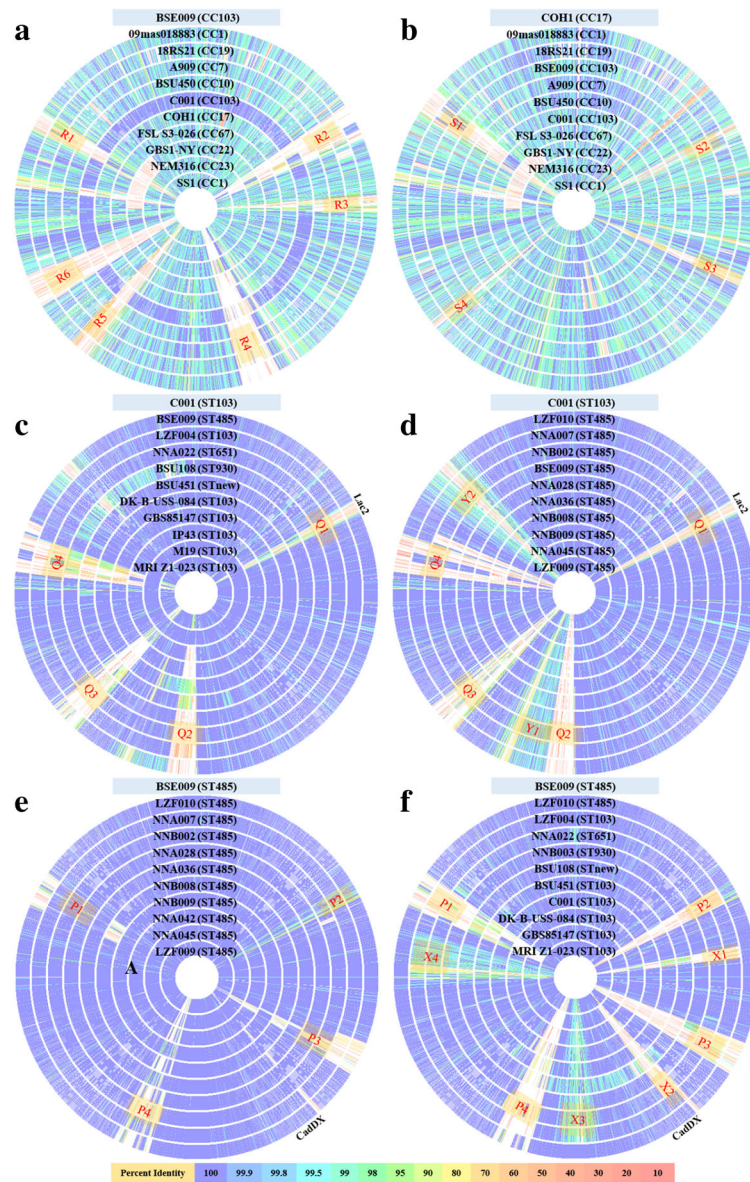 a
BSE009 (CC103)
09mas018883 (CC1)
18RS21 (CC19)
A909 (CC7)
BSU450 (CC10)
C001 (CC103)
COH1 (CC17)
FSL S3-026 (CC67)
GBS1-NY (CC22)
NEM316 (CC23)
SS1 (CC1)
R1
R2
R3
R4
R5
R6
b
COH1 (CC17)
09mas018883 (CC1)
18RS21 (CC19)
BSE009 (CC103)
A909 (CC7)
BSU450 (CC10)
C001 (CC103)
FSL S3-026 (CC67)
GBS1-NY (CC22)
NEM316 (CC23)
SS1 (CC1)
S1
S2
S3
S4
c
C001 (ST103)
BSE009 (ST485)
LZF004 (ST103)
NNA022 (ST651)
BSU108 (ST930)
BSU451 (STnew)
DK-B-USS-084 (ST103)
GBS85147 (ST103)
IP43 (ST103)
M19 (ST103)
MRI Z1-023 (ST103)
Lac2
Q1
Q2
Q3
Q4
d
C001 (ST103)
LZF010 (ST485)
NNA007 (ST485)
NNB002 (ST485)
BSE009 (ST485)
NNA028 (ST485)
NNA036 (ST485)
NNB008 (ST485)
NNB009 (ST485)
NNA045 (ST485)
LZF009 (ST485)
Lac2
Q1
Y2
Q4
Q3
Y1
Q2
e
BSE009 (ST485)
LZF010 (ST485)
NNA007 (ST485)
NNB002 (ST485)
NNA028 (ST485)
NNA036 (ST485)
NNB008 (ST485)
NNB009 (ST485)
NNA042 (ST485)
NNA045 (ST485)
LZF009 (ST485)
A
P1
P2
P3
P4
CadDX
f
BSE009 (ST485)
LZF010 (ST485)
LZF004 (ST103)
NNA022 (ST651)
NNB003 (ST930)
BSU108 (STnew)
BSU451 (ST103)
C001 (ST103)
DK-B-USS-084 (ST103)
GBS85147 (ST103)
MRI Z1-023 (ST103)
P1
P2
X1
X4
P3
X2
P4
X3
CadDX
Percent Identity 100 99.9 99.8 99.5 99 98 95 90 80 70 60 50 40 30 20 10